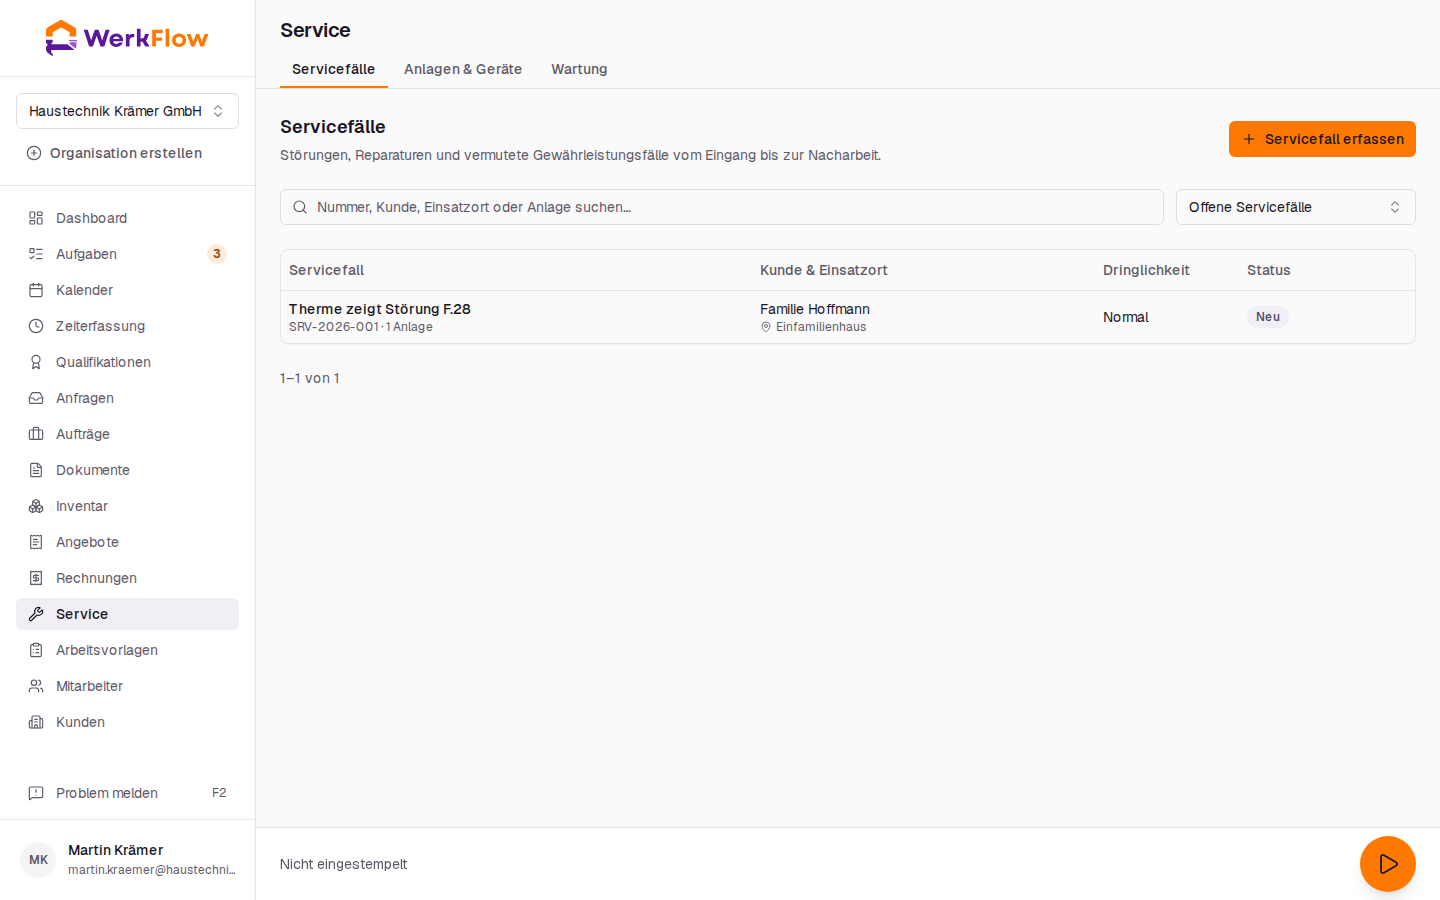 WerkFlow
Haustechnik Krämer GmbH
Organisation erstellen
Dashboard
Aufgaben 3
Kalender
Zeiterfassung
Qualifikationen
Anfragen
Aufträge
Dokumente
Inventar
Angebote
Rechnungen
Service
Arbeitsvorlagen
Mitarbeiter
Kunden
Problem melden F2
MK
Martin Krämer
martin.kraemer@haustechni...
Service
Servicefälle Anlagen & Geräte Wartung
Servicefälle
Störungen, Reparaturen und vermutete Gewährleistungsfälle vom Eingang bis zur Nacharbeit.
Servicefall erfassen
Nummer, Kunde, Einsatzort oder Anlage suchen...
Offene Servicefälle
Servicefall Kunde & Einsatzort Dringlichkeit Status
Therme zeigt Störung F.28
SRV-2026-001 · 1 Anlage
Familie Hoffmann
Einfamilienhaus
Normal
Neu
1–1 von 1
Nicht eingestempelt